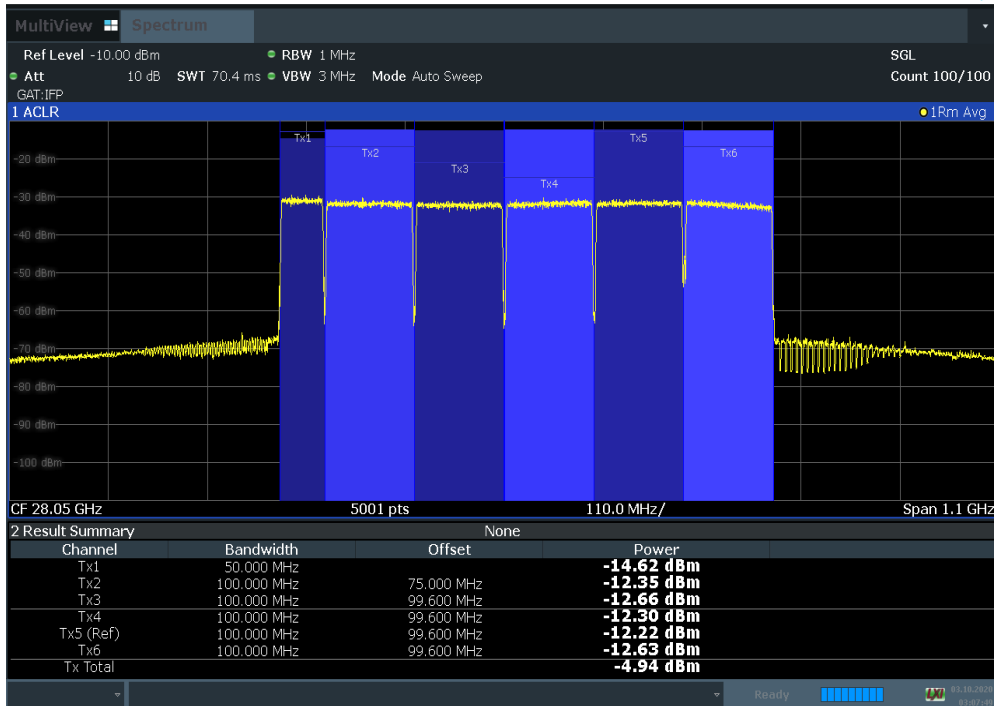 MultiView Spectrum
Ref Level -10.00 dBm RBW 1 MHz SGL
Att 10 dB SWT 70.4 ms VBW 3 MHz Mode Auto Sweep Count 100/100
GAT:IFP
1 ACLR 1Rm Avg
Tx1 Tx5
Tx2 Tx6
-20 dBm
Tx3
Tx4
-30 dBm
-40 dBm
-50 dBm
-60 dBm
-70 dBm
-80 dBm
-90 dBm
-100 dBm
CF 28.05 GHz 5001 pts 110.0 MHz/ Span 1.1 GHz
2 Result Summary None
Channel Bandwidth Offset Power
Tx1 50.000 MHz -14.62 dBm
Tx2 100.000 MHz 75.000 MHz -12.35 dBm
Tx3 100.000 MHz 99.600 MHz -12.66 dBm
Tx4 100.000 MHz 99.600 MHz -12.30 dBm
Tx5 (Ref) 100.000 MHz 99.600 MHz -12.22 dBm
Tx6 100.000 MHz 99.600 MHz -12.63 dBm
Tx Total -4.94 dBm
Ready LXI 03.10.2020
03:07:49